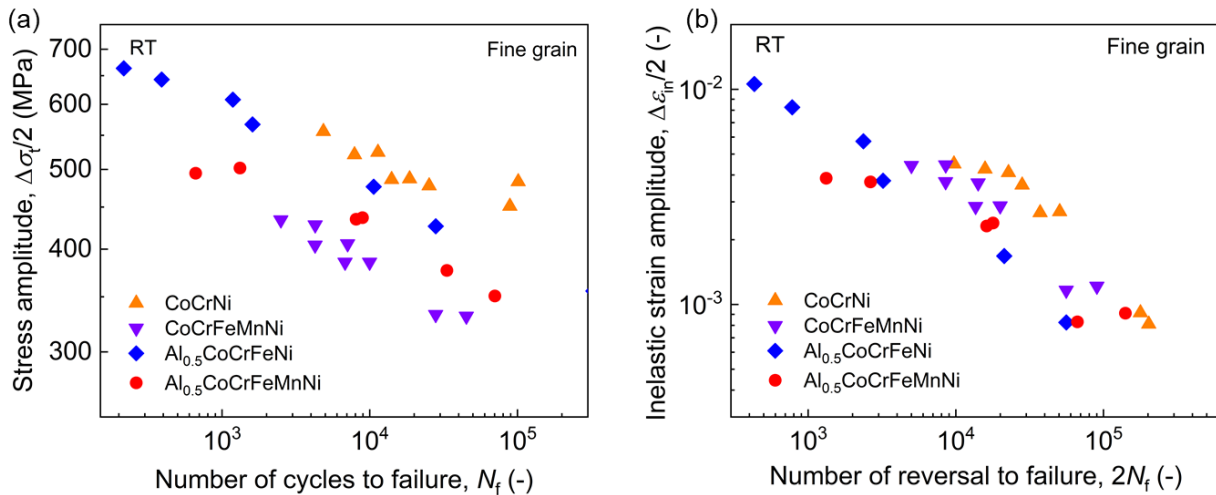 (a)
RT
Fine grain
700
600
500
400
300
Stress amplitude, Δσt/2 (MPa)
CoCrNi
CoCrFeMnNi
Al0.5CoCrFeNi
Al0.5CoCrFeMnNi
10³
10⁴
10⁵
Number of cycles to failure, Nf (-)
(b)
RT
Fine grain
10⁻²
10⁻³
Inelastic strain amplitude, Δεin/2 (-)
CoCrNi
CoCrFeMnNi
Al0.5CoCrFeNi
Al0.5CoCrFeMnNi
10³
10⁴
10⁵
Number of reversal to failure, 2Nf (-)